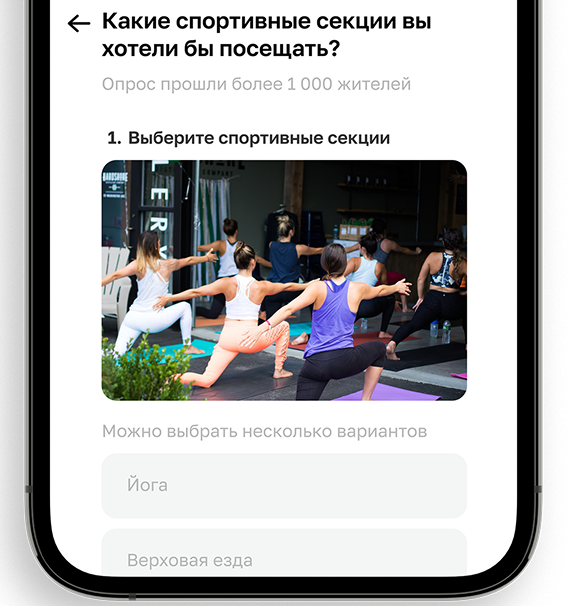 Какие спортивные секции вы
хотели бы посещать?
Опрос прошли более 1 000 жителей
1. Выберите спортивные секции
L
E
R
Можно выбрать несколько вариантов
Йога
Верховая езда